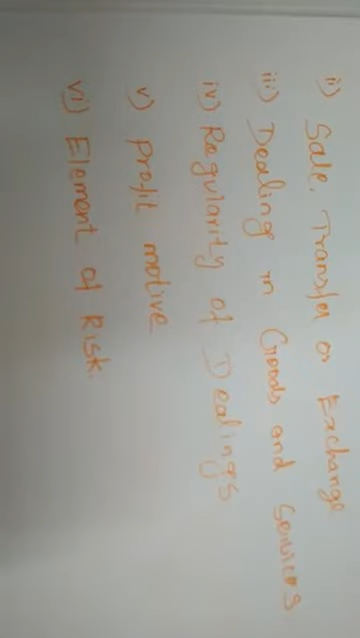 i) Sale, Transfer or Exchange
iii) Dealing in Goods and Services
iv) Regularity of Dealings
v) Profit motive
vi) Element of Risk.